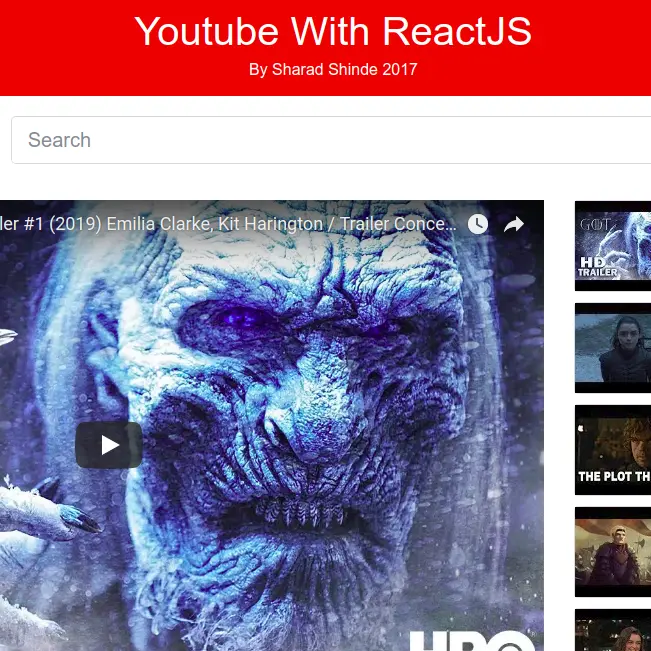 Youtube With ReactJS
By Sharad Shinde 2017
Search
ler #1 (2019) Emilia Clarke, Kit Harington / Trailer Conce...
GOT
HD
TRAILER
THE PLOT TH
HBO